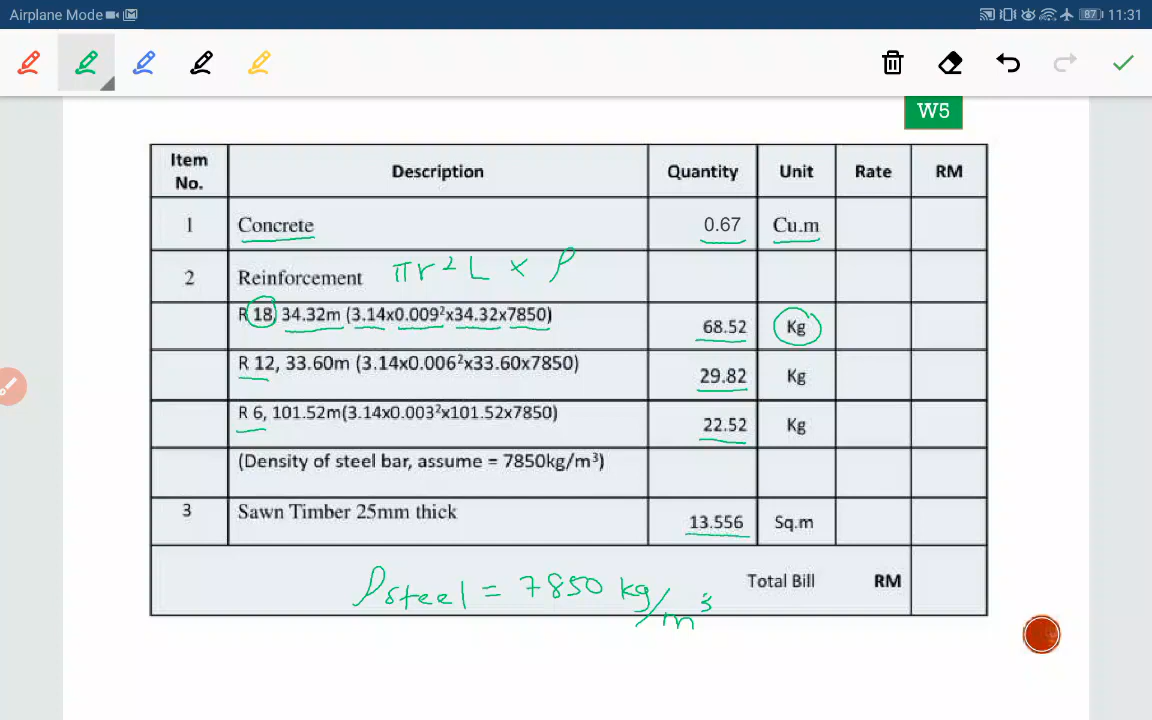 Airplane Mode 87 11:31
W5
Item No. Description Quantity Unit Rate RM
1 Concrete 0.67 Cu.m
2 Reinforcement πr²L × ρ
R 18, 34.32m (3.14x0.009²x34.32x7850) 68.52 Kg
R 12, 33.60m (3.14x0.006²x33.60x7850) 29.82 Kg
R 6, 101.52m(3.14x0.003²x101.52x7850) 22.52 Kg
(Density of steel bar, assume = 7850kg/m³)
3 Sawn Timber 25mm thick 13.556 Sq.m
Total Bill RM
ρsteel = 7850 kg/m³